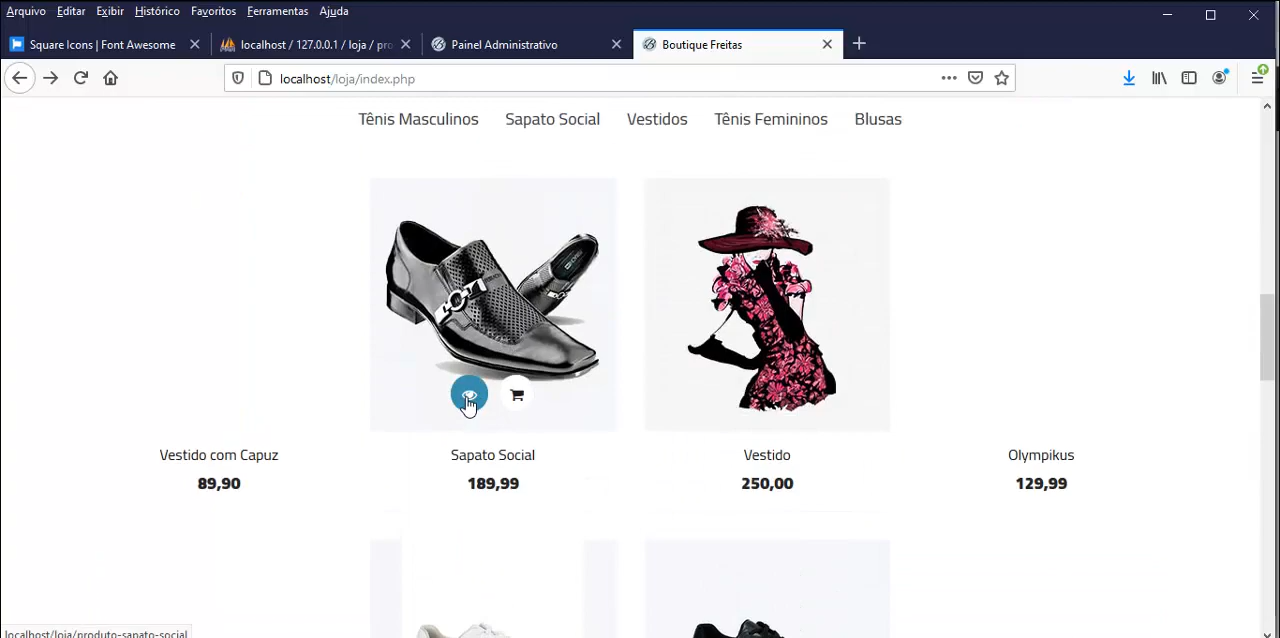 Arquivo Editar Exibir Histórico Favoritos Ferramentas Ajuda
Square Icons | Font Awesome
localhost / 127.0.0.1 / loja / pro
Painel Administrativo
Boutique Freitas
localhost/loja/index.php
Tênis Masculinos Sapato Social Vestidos Tênis Femininos Blusas
Vestido com Capuz Sapato Social Vestido Olympikus
89,90 189,99 250,00 129,99
localhost/loja/produto-sapato-social